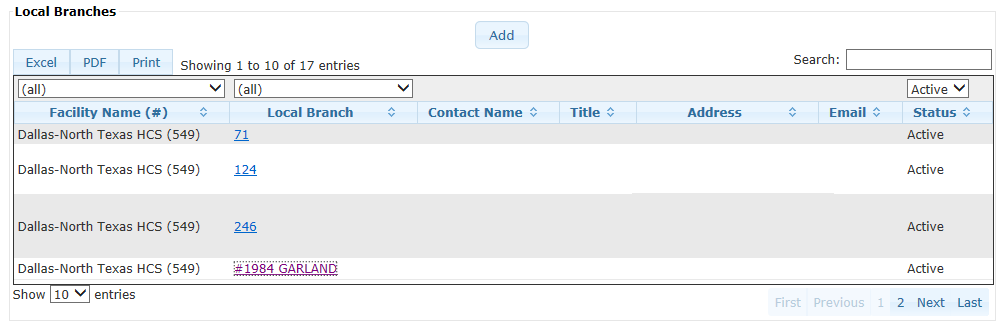 Local Branches
Add
Excel PDF Print Showing 1 to 10 of 17 entries Search:
(all) (all) Active
Facility Name (#) Local Branch Contact Name Title Address Email Status
Dallas-North Texas HCS (549) 71 Active
Dallas-North Texas HCS (549) 124 Active
Dallas-North Texas HCS (549) 246 Active
Dallas-North Texas HCS (549) #1984 GARLAND Active
Show 10 entries First Previous 1 2 Next Last